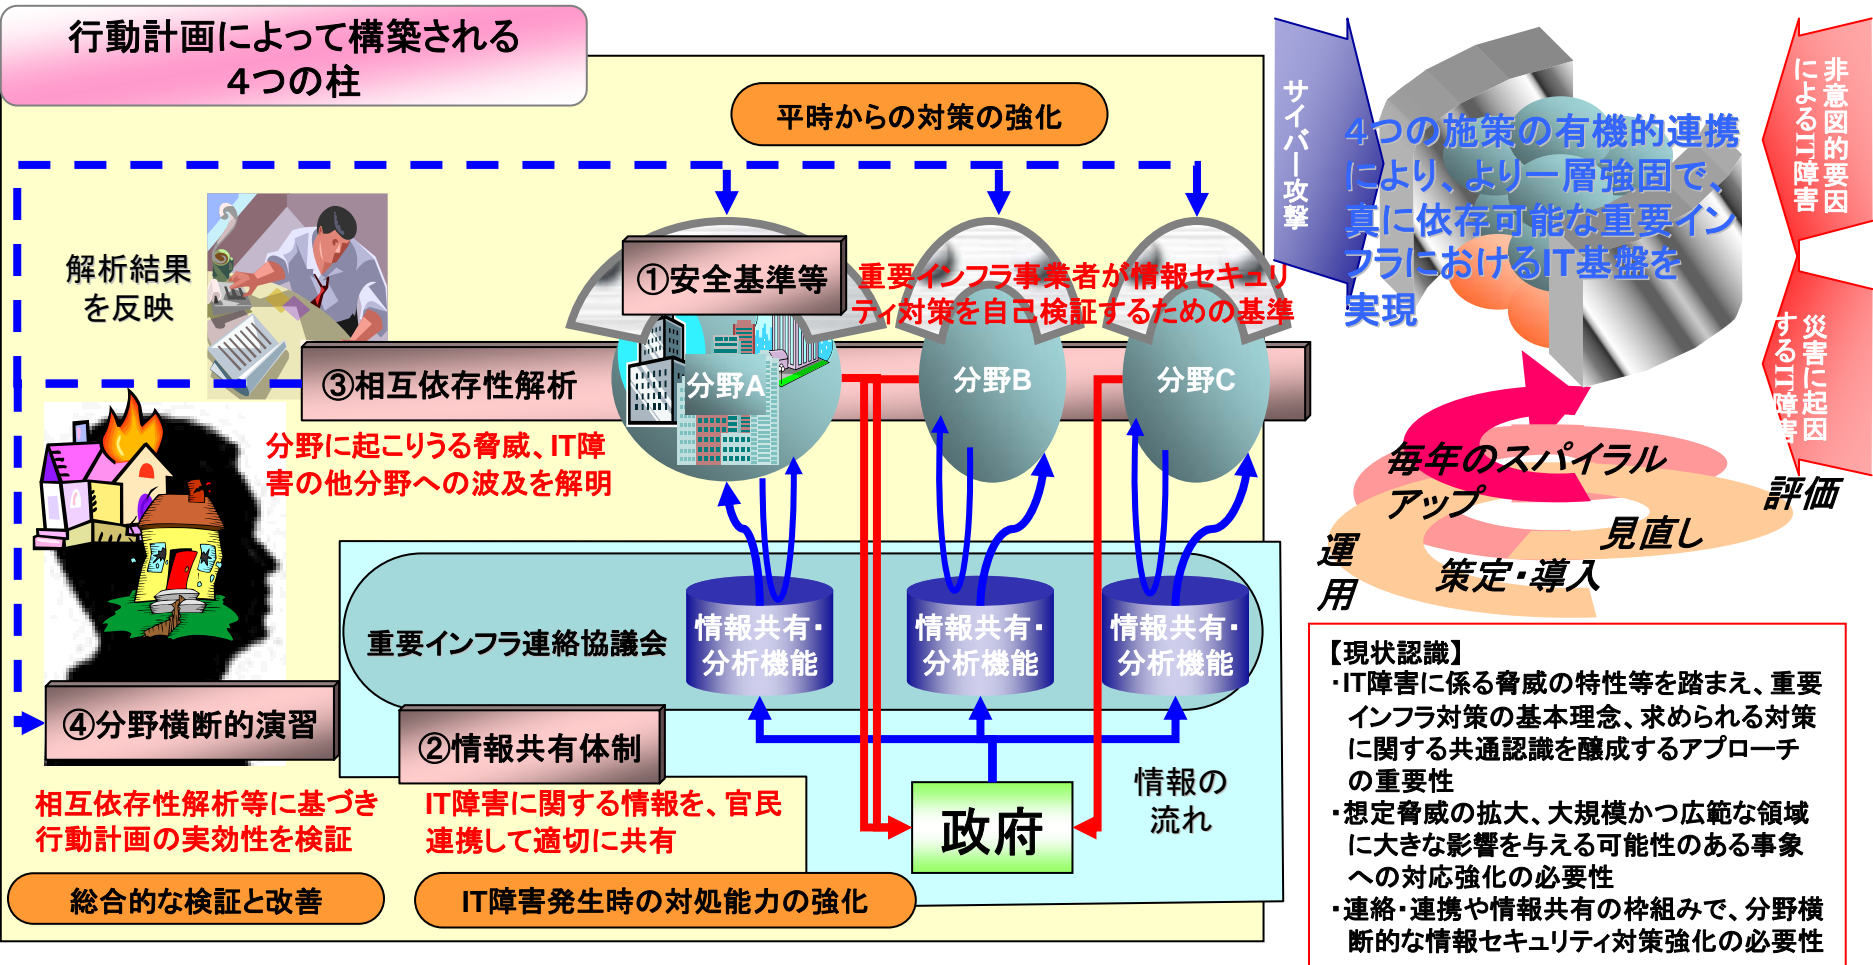 行動計画によって構築される
４つの柱
平時からの対策の強化
解析結果
を反映
①安全基準等
重要インフラ事業者が情報セキュリ
ティ対策を自己検証するための基準
③相互依存性解析
分野A
分野B
分野C
分野に起こりうる脅威、IT障
害の他分野への波及を解明
重要インフラ連絡協議会
情報共有・
分析機能
情報共有・
分析機能
情報共有・
分析機能
④分野横断的演習
②情報共有体制
相互依存性解析等に基づき
行動計画の実効性を検証
IT障害に関する情報を、官民
連携して適切に共有
政府
情報の
流れ
総合的な検証と改善
IT障害発生時の対処能力の強化
サイバー攻撃
非意図的要因
によるIT障害
災害に起因
するIT障害
４つの施策の有機的連携
により、より一層強固で、
真に依存可能な重要イン
フラにおけるIT基盤を
実現
毎年のスパイラル
アップ
評価
見直し
運
用
策定・導入
【現状認識】
・IT障害に係る脅威の特性等を踏まえ、重要
インフラ対策の基本理念、求められる対策
に関する共通認識を醸成するアプローチ
の重要性
・想定脅威の拡大、大規模かつ広範な領域
に大きな影響を与える可能性のある事象
への対応強化の必要性
・連絡・連携や情報共有の枠組みで、分野横
断的な情報セキュリティ対策強化の必要性